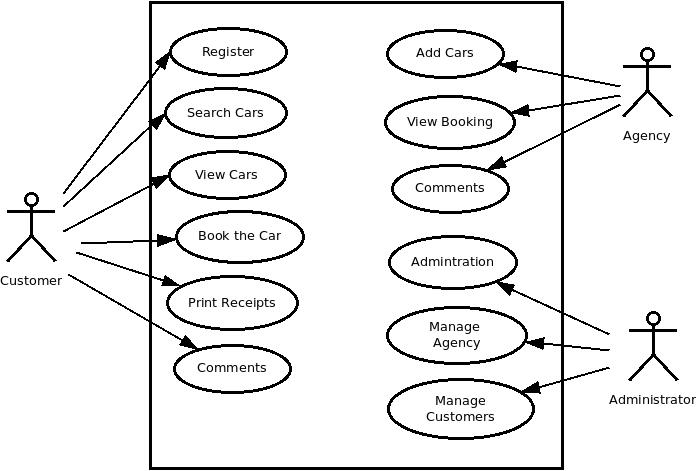 Register
Search Cars
View Cars
Book the Car
Print Receipts
Comments
Customer
Add Cars
View Booking
Comments
Agency
Admintration
Manage
Agency
Manage
Customers
Administrator